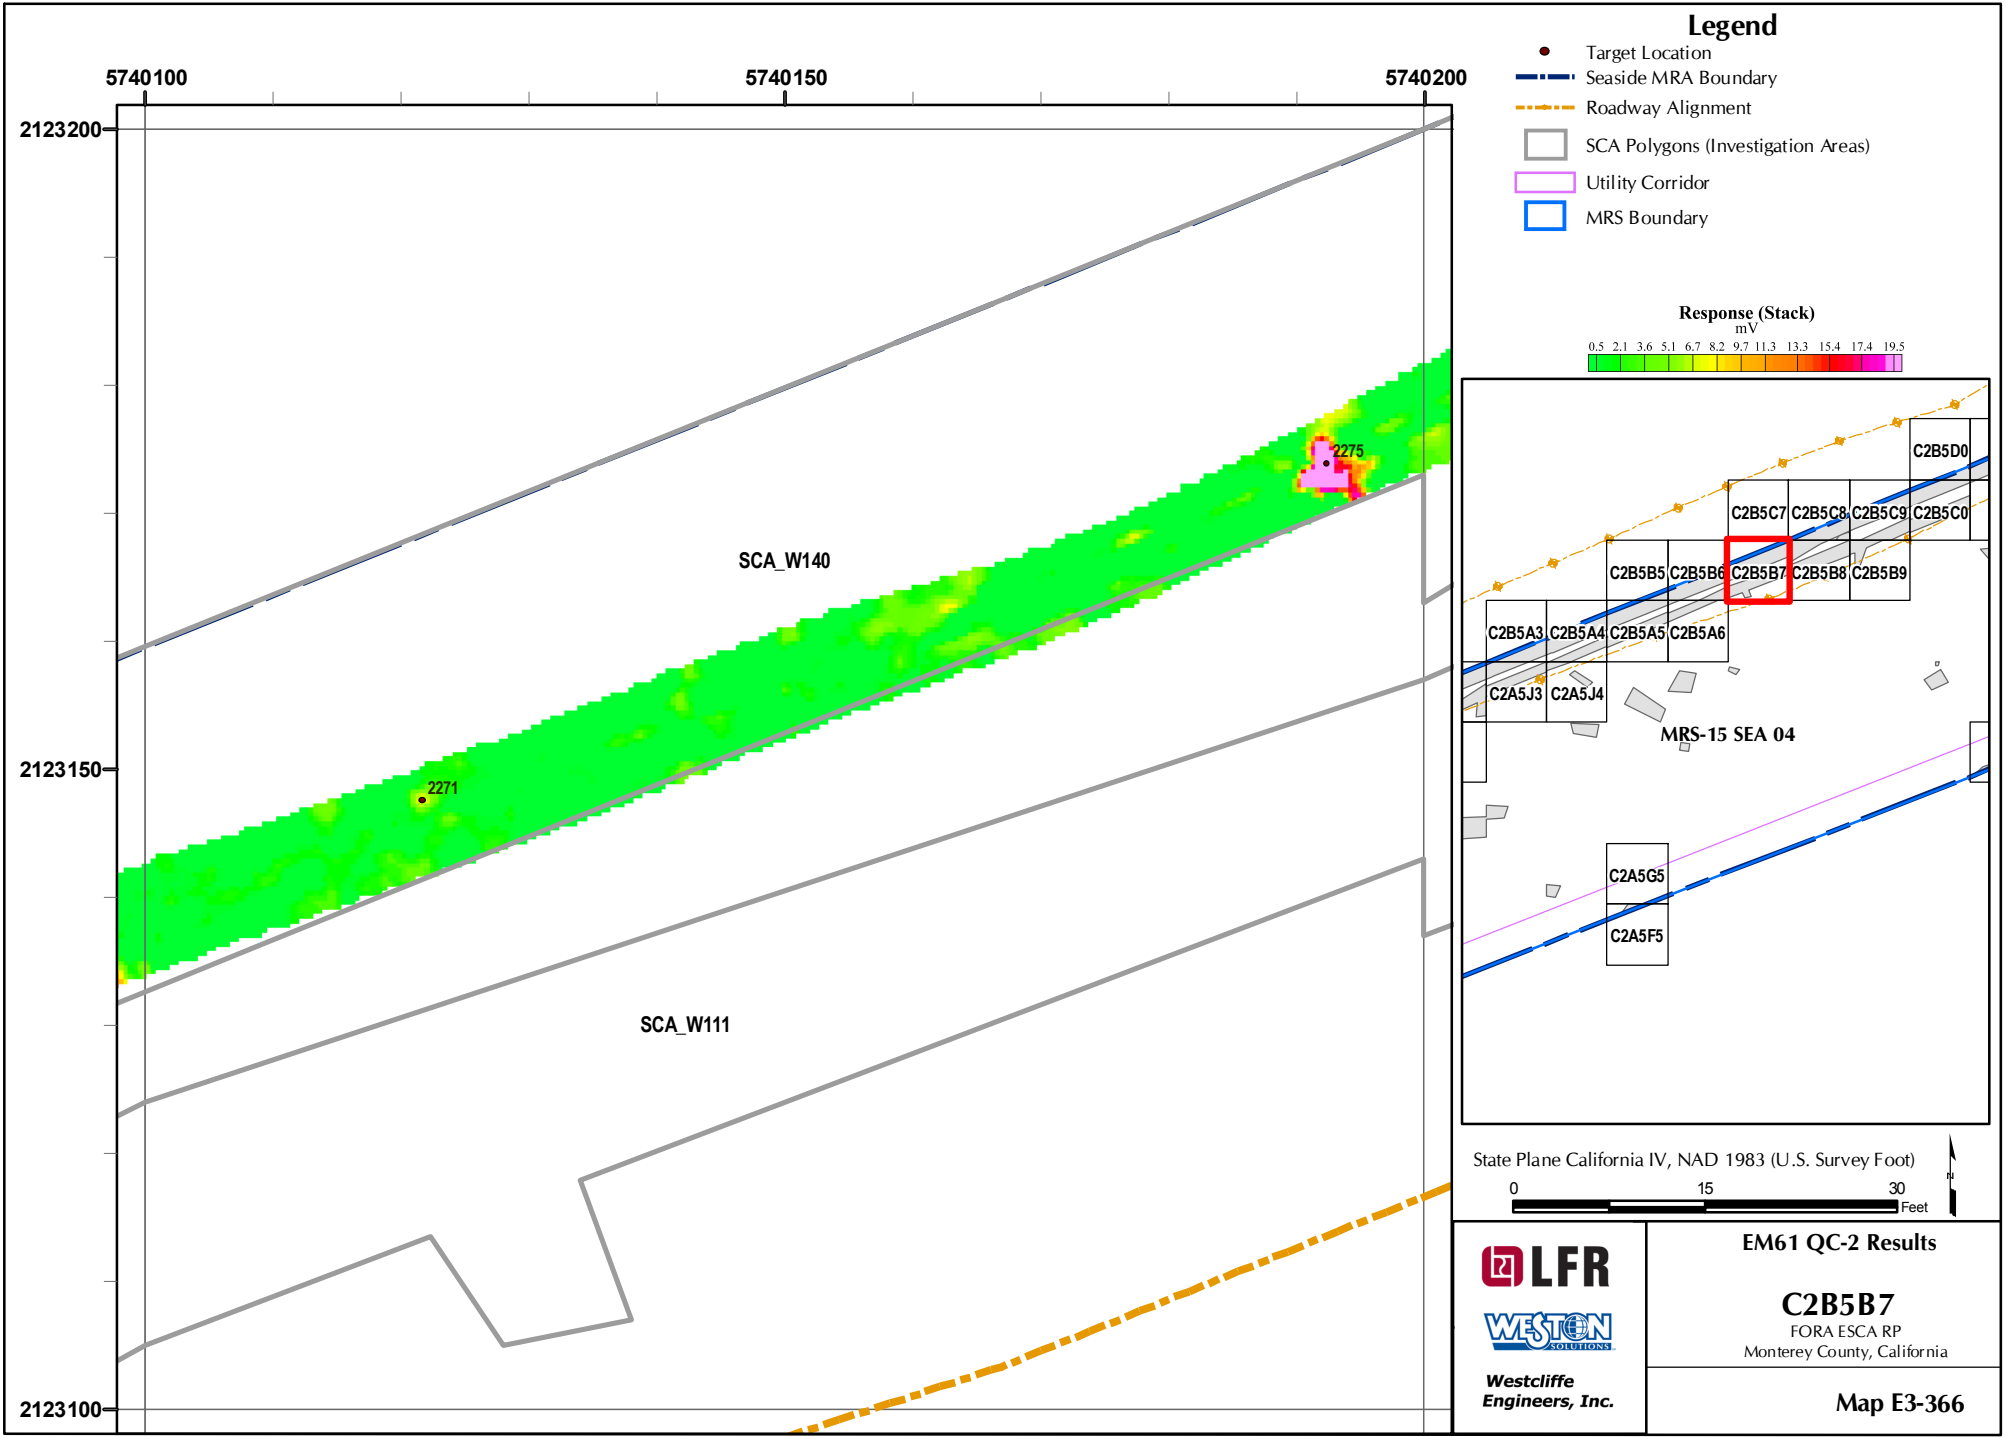 5740100
5740150
5740200
2123200
2123150
2123100
2275
SCA_W140
2271
SCA_W111
Legend
Target Location
Seaside MRA Boundary
Roadway Alignment
SCA Polygons (Investigation Areas)
Utility Corridor
MRS Boundary
Response (Stack)
mV
0.5 2.1 3.6 5.1 6.7 8.2 9.7 11.3 13.3 15.4 17.4 19.5
C2B5D0
C2B5C7 C2B5C8 C2B5C9 C2B5C0
C2B5B5 C2B5B6 C2B5B7 C2B5B8 C2B5B9
C2B5A3 C2B5A4 C2B5A5 C2B5A6
C2A5J3 C2A5J4
MRS-15 SEA 04
C2A5G5
C2A5F5
State Plane California IV, NAD 1983 (U.S. Survey Foot)
N
0 15 30
Feet
LFR
WESTON
SOLUTIONS
Westcliffe
Engineers, Inc.
EM61 QC-2 Results
C2B5B7
FORA ESCA RP
Monterey County, California
Map E3-366